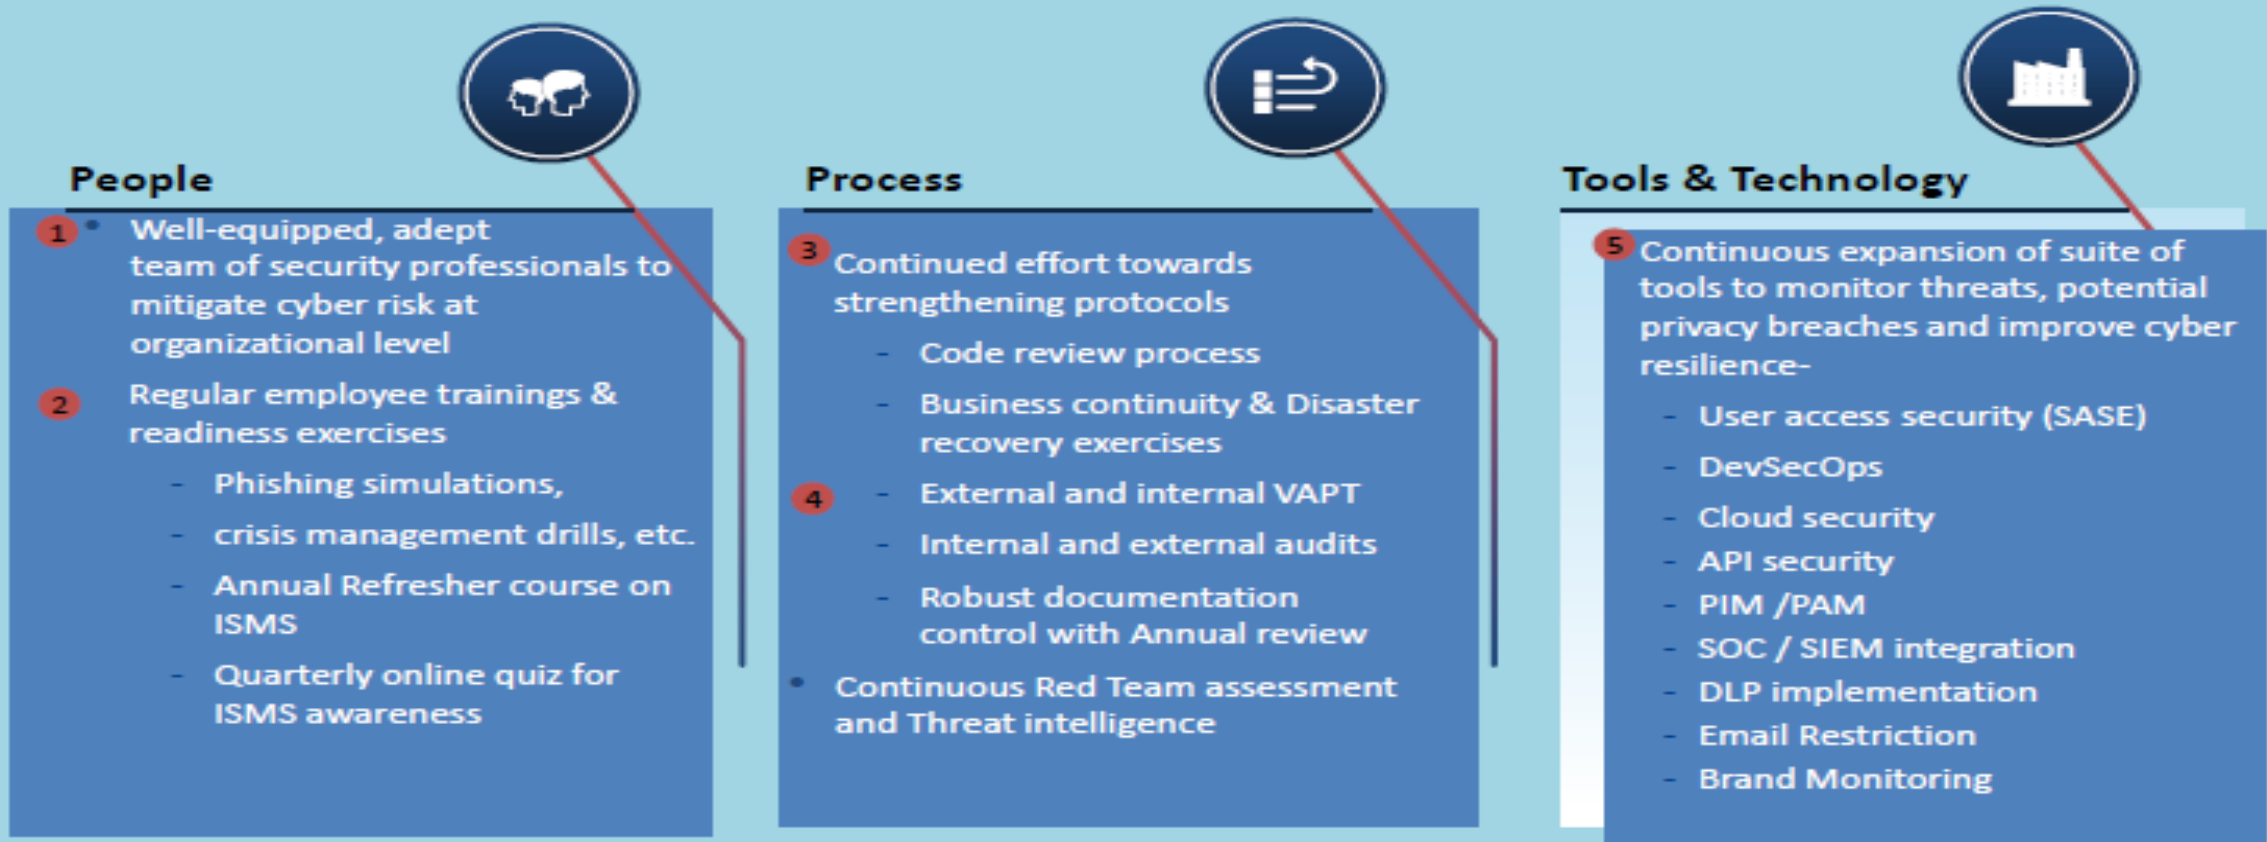 People
1 • Well-equipped, adept
team of security professionals to
mitigate cyber risk at
organizational level
2 Regular employee trainings &
readiness exercises
- Phishing simulations,
- crisis management drills, etc.
- Annual Refresher course on
ISMS
- Quarterly online quiz for
ISMS awareness
Process
3 Continued effort towards
strengthening protocols
- Code review process
- Business continuity & Disaster
recovery exercises
4 - External and internal VAPT
- Internal and external audits
- Robust documentation
control with Annual review
• Continuous Red Team assessment
and Threat intelligence
Tools & Technology
5 Continuous expansion of suite of
tools to monitor threats, potential
privacy breaches and improve cyber
resilience-
- User access security (SASE)
- DevSecOps
- Cloud security
- API security
- PIM /PAM
- SOC / SIEM integration
- DLP implementation
- Email Restriction
- Brand Monitoring